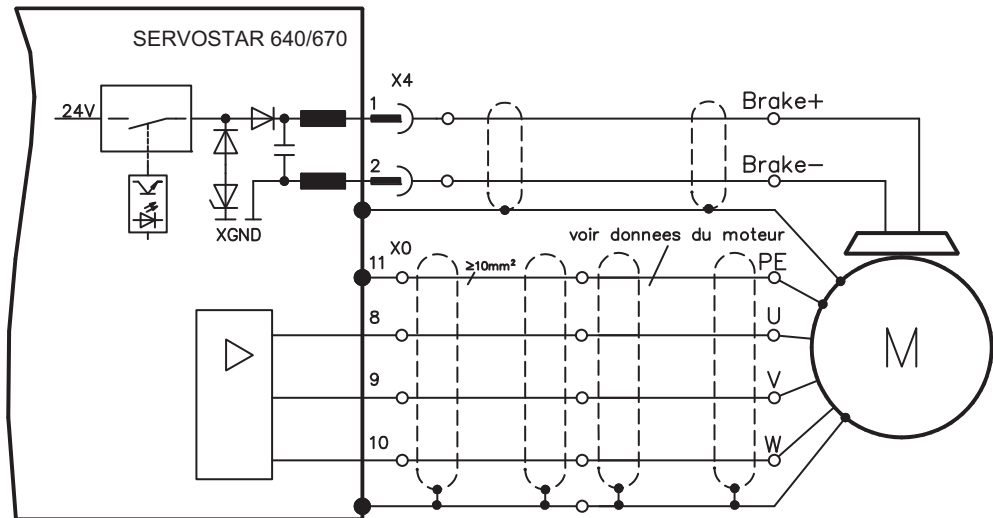 SERVOSTAR 640/670
X4
24V
1
Brake+
2
Brake-
XGND
voir donnees du moteur
X0
11
≥10mm²
PE
8
U
9
V
10
W
M